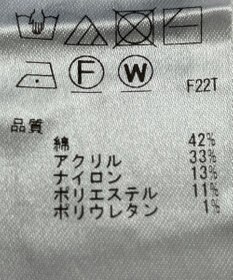 F W
F22T
品質
綿 42%
アクリル 33%
ナイロン 13%
ポリエステル 11%
ポリウレタン 1%